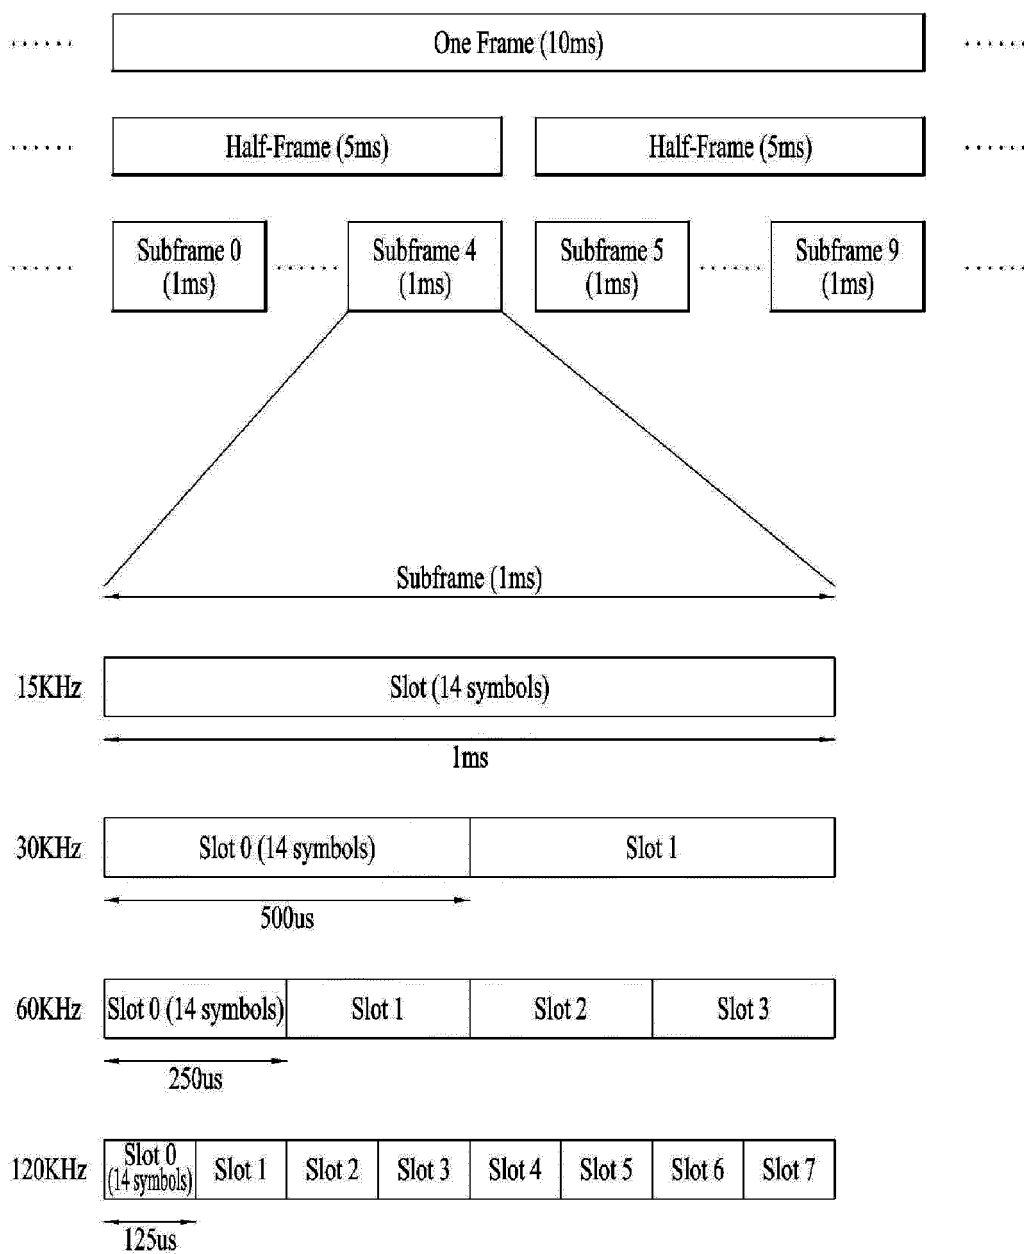 One Frame (10ms)
Half-Frame (5ms)
Half-Frame (5ms)
Subframe 0
(1ms)
Subframe 4
(1ms)
Subframe 5
(1ms)
Subframe 9
(1ms)
Subframe (1ms)
15KHz
Slot (14 symbols)
1ms
30KHz
Slot 0 (14 symbols)
Slot 1
500us
60KHz
Slot 0 (14 symbols)
Slot 1
Slot 2
Slot 3
250us
120KHz
Slot 0
(14 symbols)
Slot 1
Slot 2
Slot 3
Slot 4
Slot 5
Slot 6
Slot 7
125us